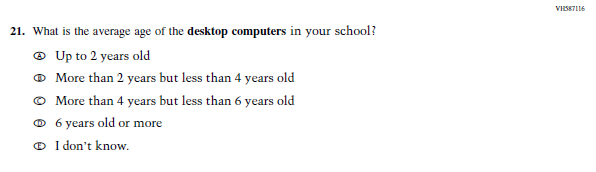 VH587116
21. What is the average age of the desktop computers in your school?
A Up to 2 years old
B More than 2 years but less than 4 years old
C More than 4 years but less than 6 years old
D 6 years old or more
E I don't know.